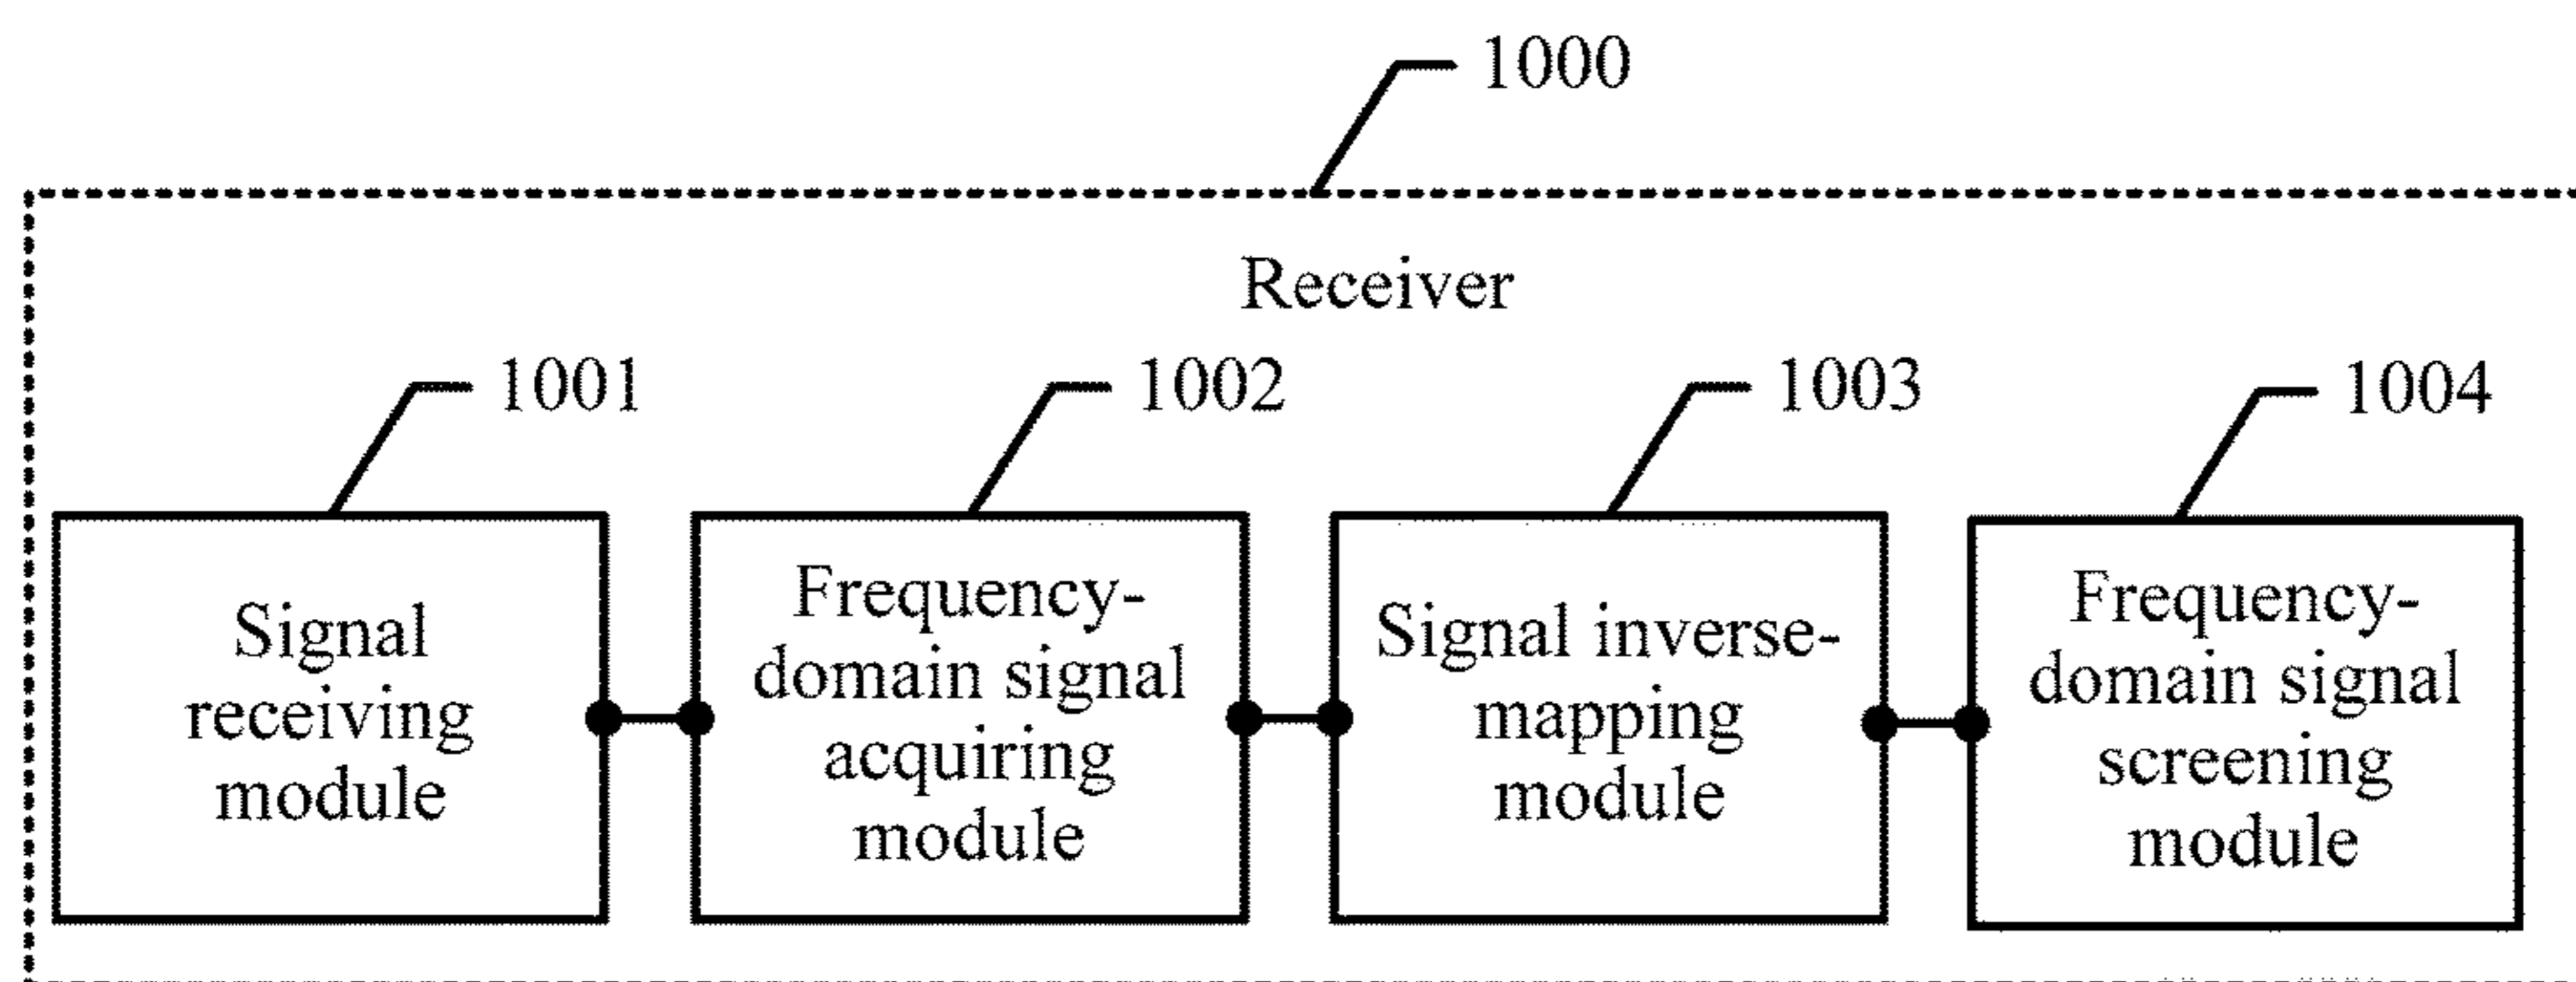 1000
Receiver
1001
1002
1003
1004
Signal
receiving
module
Frequency-
domain signal
acquiring
module
Signal inverse-
mapping
module
Frequency-
domain signal
screening
module